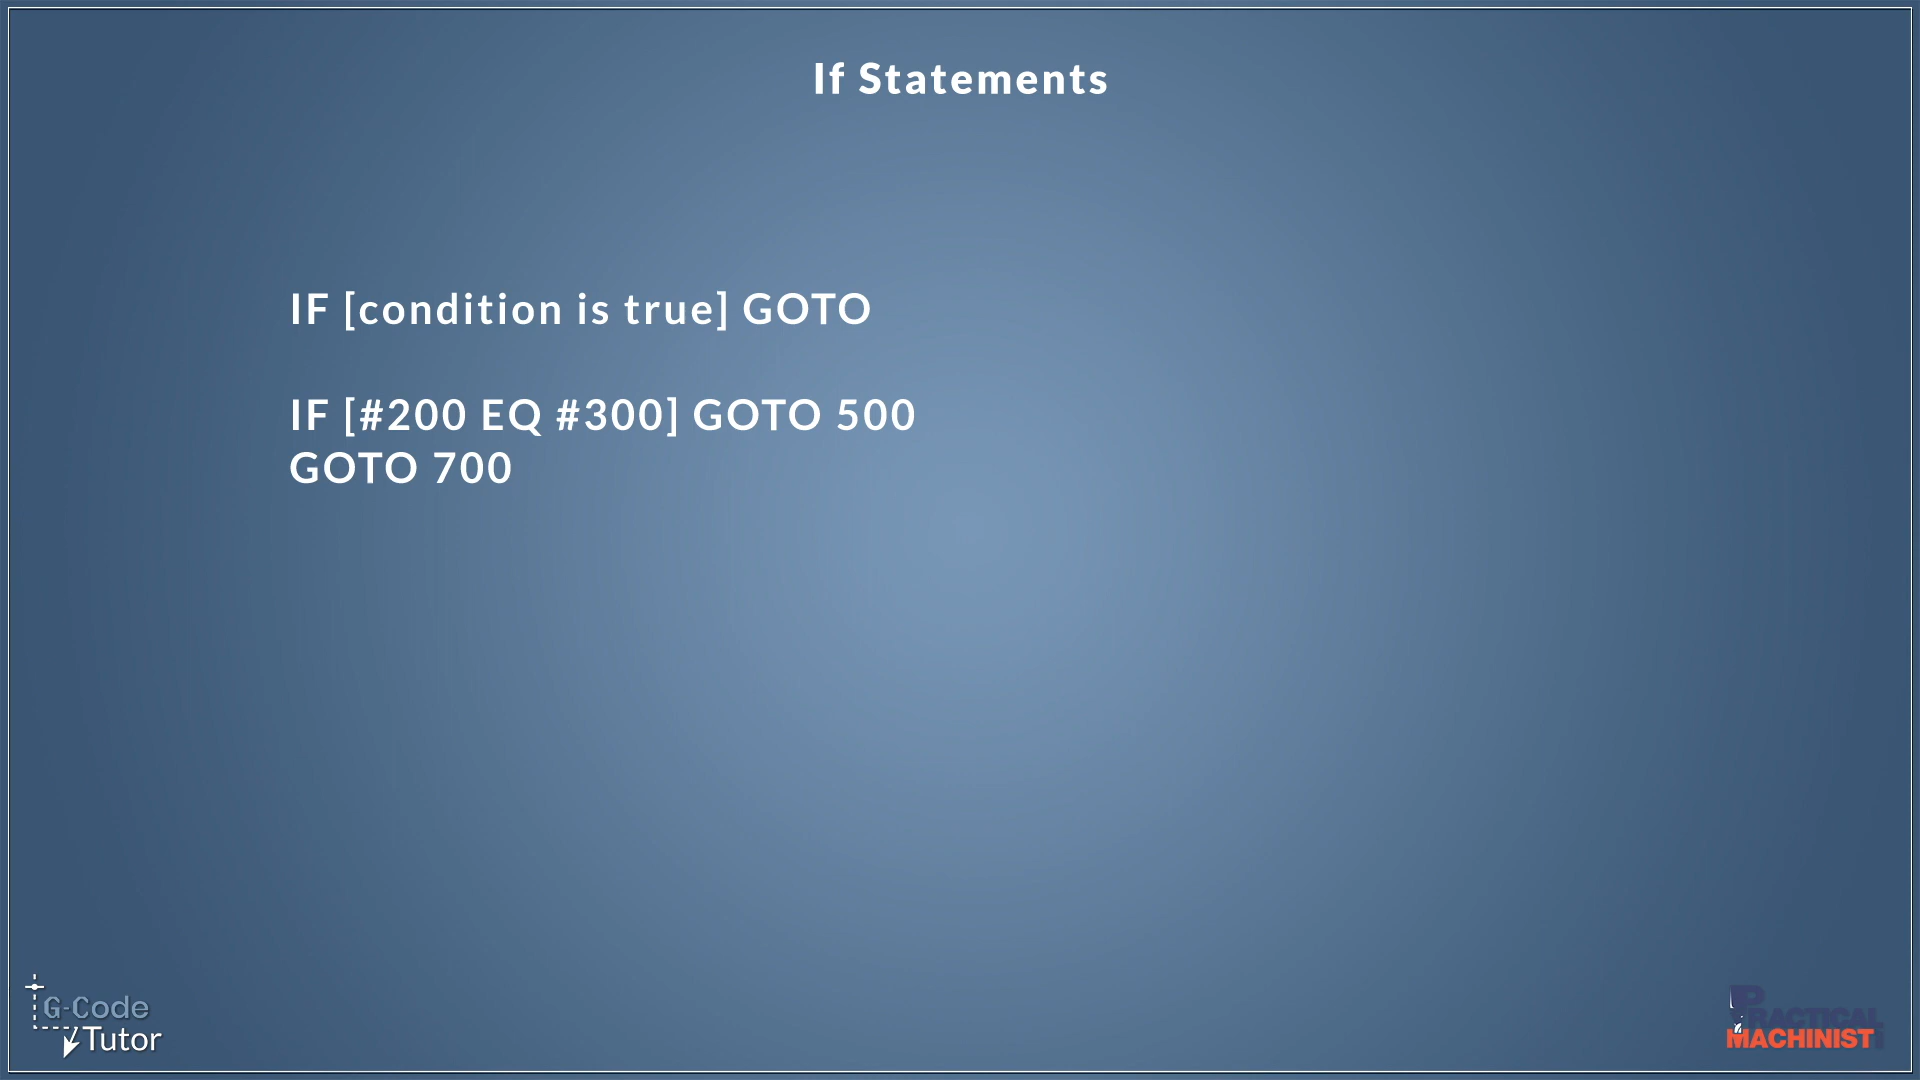 If Statements
IF [condition is true] GOTO
IF [#200 EQ #300] GOTO 500
GOTO 700
G-Code
Tutor
PRACTICAL
MACHINIST